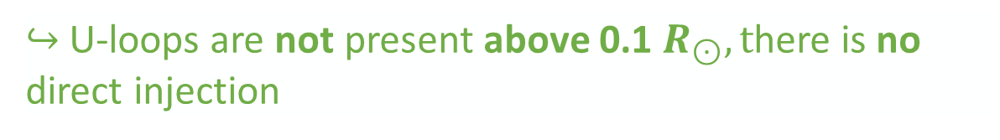 ↪ U-loops are not present above 0.1 R⊙, there is no
direct injection